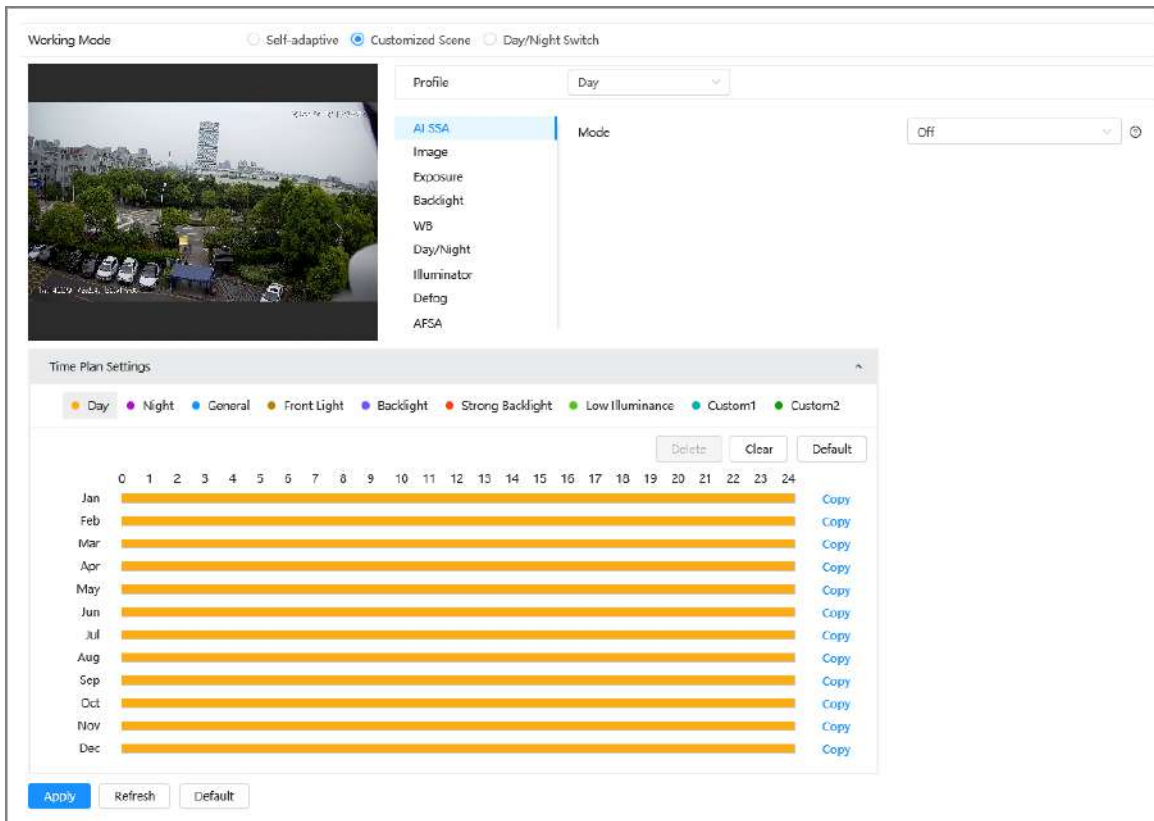 Working Mode Self-adaptive Customized Scene Day/Night Switch
Profile Day
AI SSA Mode Off
Image
Exposure
Backlight
WB
Day/Night
Illuminator
Defog
AFSA
Time Plan Settings
Day Night General Front Light Backlight Strong Backlight Low Illuminance Custom1 Custom2
Delete Clear Default
0 1 2 3 4 5 6 7 8 9 10 11 12 13 14 15 16 17 18 19 20 21 22 23 24
Jan Copy
Feb Copy
Mar Copy
Apr Copy
May Copy
Jun Copy
Jul Copy
Aug Copy
Sep Copy
Oct Copy
Nov Copy
Dec Copy
Apply Refresh Default